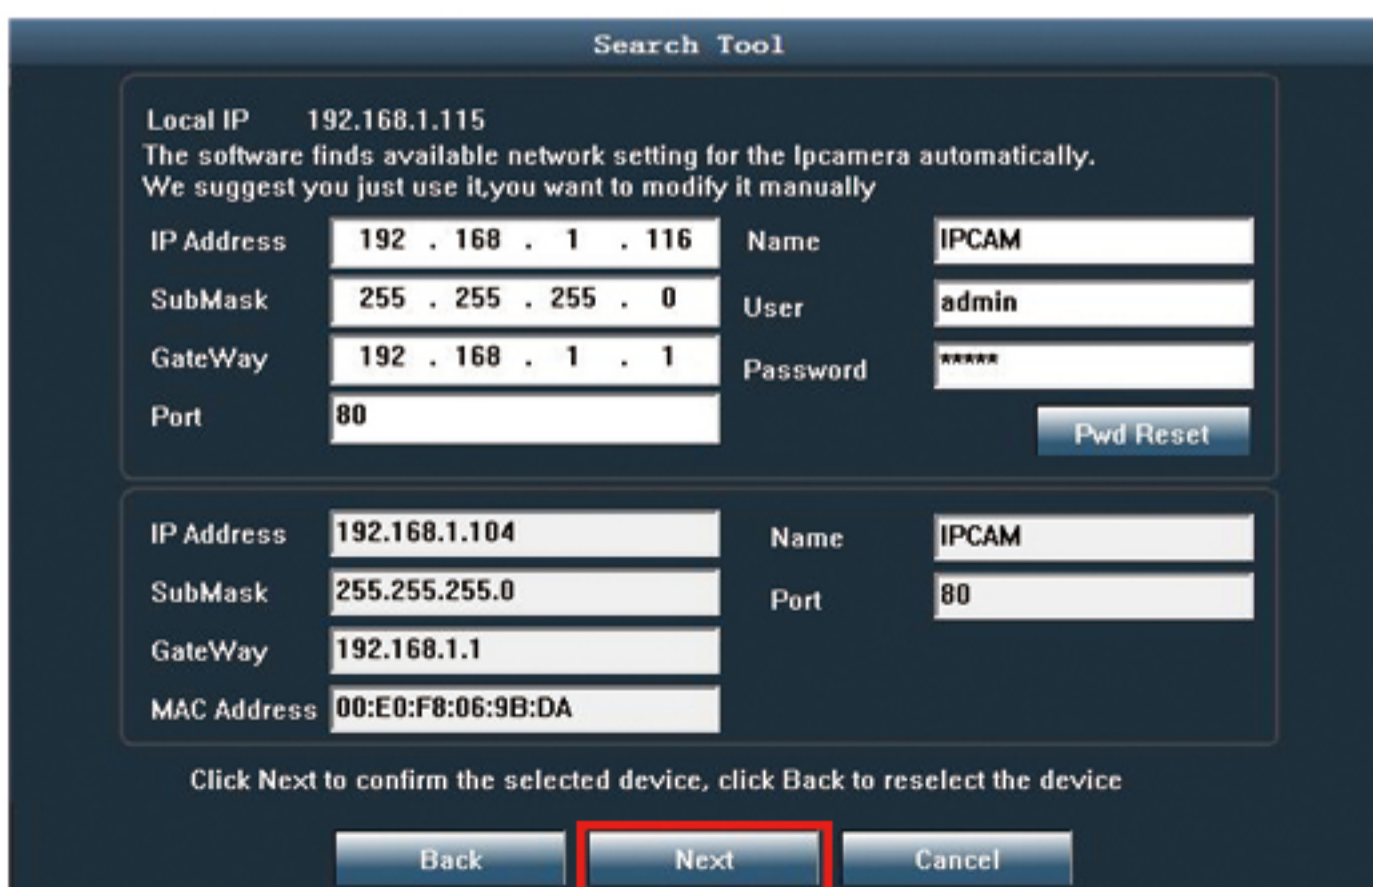 Search Tool
Local IP 192.168.1.115
The software finds available network setting for the Ipcamera automatically.
We suggest you just use it,you want to modify it manually
IP Address 192 . 168 . 1 . 116 Name IPCAM
SubMask 255 . 255 . 255 . 0 User admin
GateWay 192 . 168 . 1 . 1 Password *****
Port 80
Pwd Reset
IP Address 192.168.1.104 Name IPCAM
SubMask 255.255.255.0 Port 80
GateWay 192.168.1.1
MAC Address 00:E0:F8:06:9B:DA
Click Next to confirm the selected device, click Back to reselect the device
Back Next Cancel